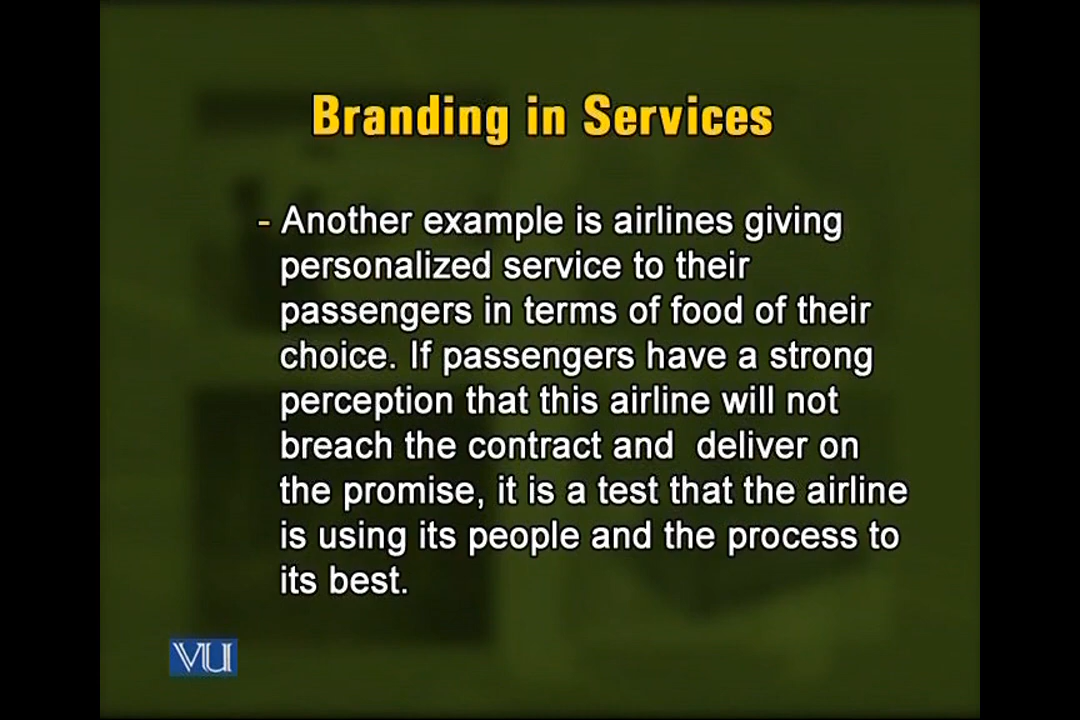 Branding in Services
- Another example is airlines giving
personalized service to their
passengers in terms of food of their
choice. If passengers have a strong
perception that this airline will not
breach the contract and  deliver on
the promise, it is a test that the airline
is using its people and the process to
its best.
VU